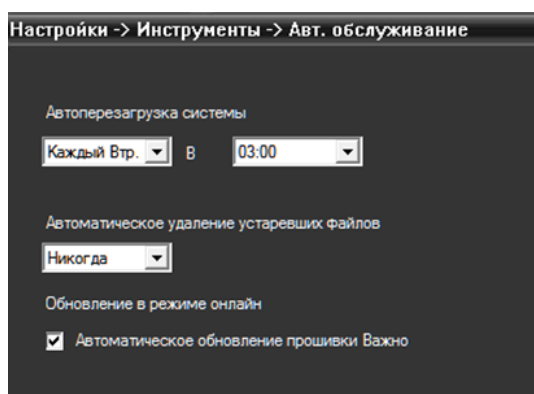 Настройки -> Инструменты -> Авт. обслуживание
Автоперезагрузка системы
Каждый Втр. В 03:00
Автоматическое удаление устаревших файлов
Никогда
Обновление в режиме онлайн
Автоматическое обновление прошивки Важно